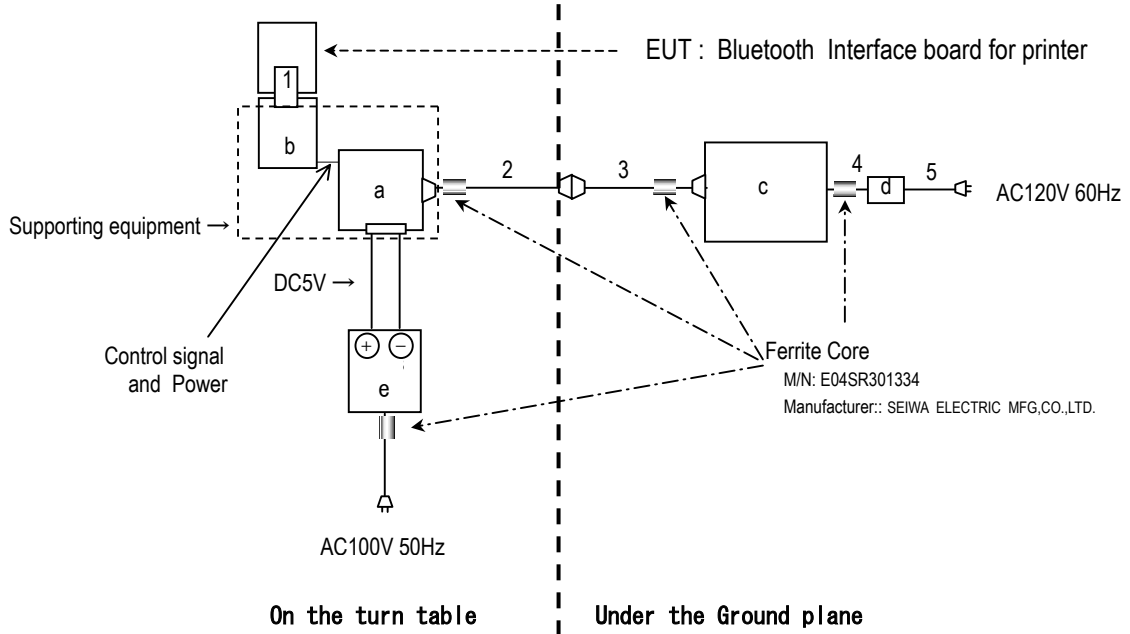 EUT : Bluetooth Interface board for printer
1
b
a
2
3
c
4
d
5
AC120V 60Hz
Supporting equipment →
DC5V →
Control signal
and Power
+ −
e
Ferrite Core
M/N: E04SR301334
Manufacturer:: SEIWA ELECTRIC MFG,CO.,LTD.
AC100V 50Hz
On the turn table
Under the Ground plane